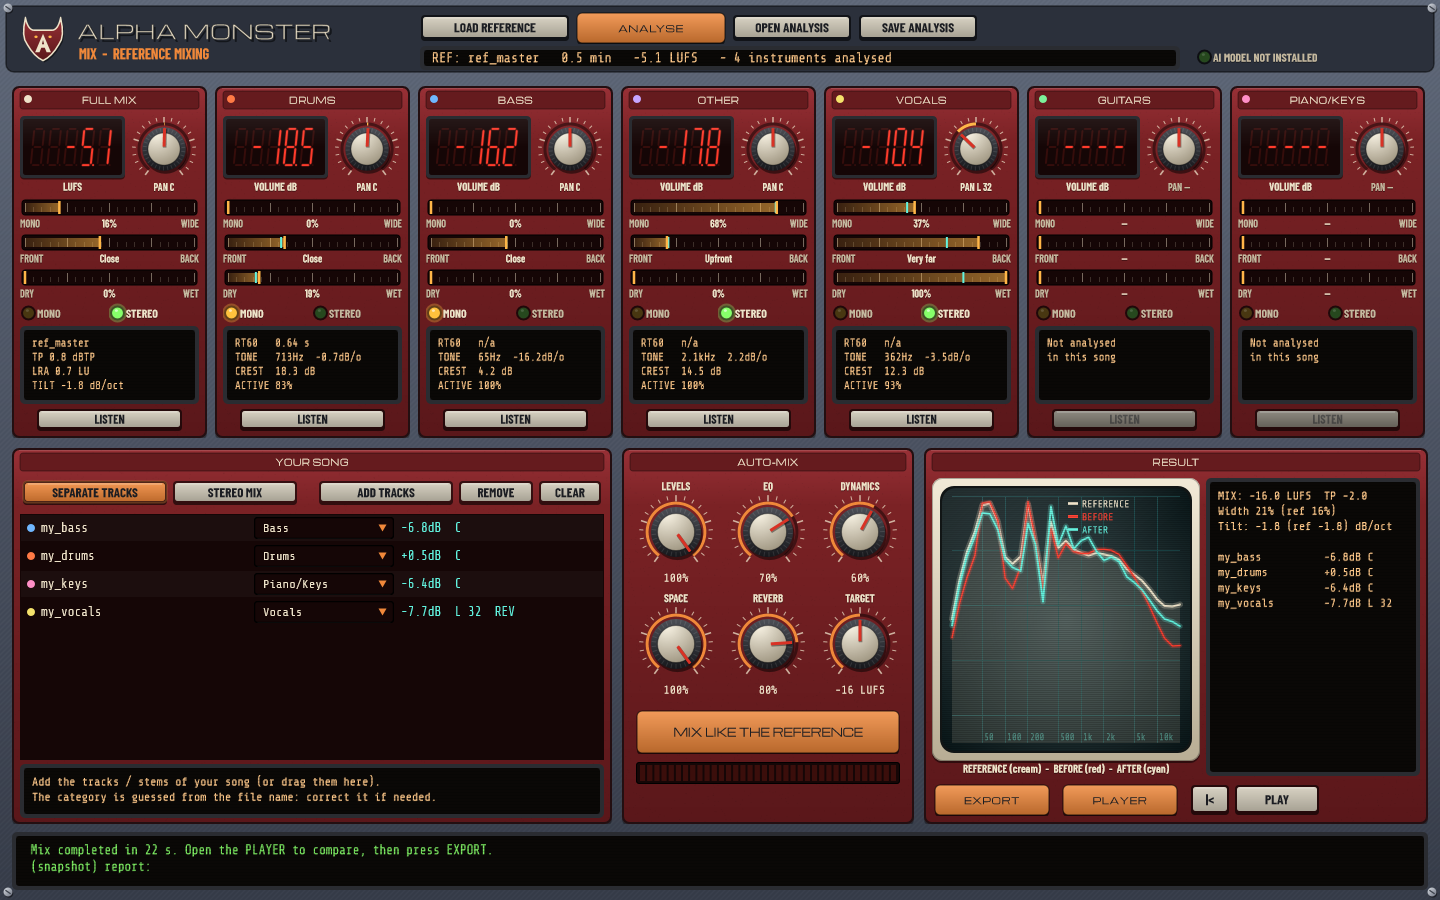 ALPHA MONSTER
MIX - REFERENCE MIXING
LOAD REFERENCE
ANALYSE
OPEN ANALYSIS
SAVE ANALYSIS
REF: ref_master 0.5 min -5.1 LUFS - 4 instruments analysed
AI MODEL NOT INSTALLED
FULL MIX
-5.1
LUFS
PAN C
MONO 16% WIDE
FRONT Close BACK
DRY 0% WET
MONO STEREO
ref_master
TP 0.8 dBTP
LRA 0.7 LU
TILT -1.8 dB/oct
LISTEN
DRUMS
-18.5
VOLUME dB
PAN C
MONO 0% WIDE
FRONT Close BACK
DRY 19% WET
MONO STEREO
RT60 0.64 s
TONE 713Hz -0.7dB/o
CREST 18.3 dB
ACTIVE 83%
LISTEN
BASS
-16.2
VOLUME dB
PAN C
MONO 0% WIDE
FRONT Close BACK
DRY 0% WET
MONO STEREO
RT60 n/a
TONE 65Hz -16.2dB/o
CREST 4.2 dB
ACTIVE 100%
LISTEN
OTHER
-17.8
VOLUME dB
PAN C
MONO 68% WIDE
FRONT Upfront BACK
DRY 0% WET
MONO STEREO
RT60 n/a
TONE 2.1kHz 2.2dB/o
CREST 14.5 dB
ACTIVE 100%
LISTEN
VOCALS
-10.4
VOLUME dB
PAN L 32
MONO 37% WIDE
FRONT Very far BACK
DRY 100% WET
MONO STEREO
RT60 n/a
TONE 362Hz -3.5dB/o
CREST 12.3 dB
ACTIVE 93%
LISTEN
GUITARS
----
VOLUME dB
PAN —
MONO — WIDE
FRONT — BACK
DRY — WET
MONO STEREO
Not analysed
in this song
LISTEN
PIANO/KEYS
----
VOLUME dB
PAN —
MONO — WIDE
FRONT — BACK
DRY — WET
MONO STEREO
Not analysed
in this song
LISTEN
YOUR SONG
SEPARATE TRACKS
STEREO MIX
ADD TRACKS
REMOVE
CLEAR
my_bass Bass -6.8dB C
my_drums Drums +0.5dB C
my_keys Piano/Keys -6.4dB C
my_vocals Vocals -7.7dB L 32 REV
Add the tracks / stems of your song (or drag them here).
The category is guessed from the file name: correct it if needed.
AUTO-MIX
LEVELS EQ DYNAMICS
100% 70% 60%
SPACE REVERB TARGET
100% 80% -16 LUFS
MIX LIKE THE REFERENCE
RESULT
REFERENCE
BEFORE
AFTER
50 100 200 500 1k 2k 5k 10k
REFERENCE (cream) - BEFORE (red) - AFTER (cyan)
MIX: -16.0 LUFS TP -2.0
Width 21% (ref 16%)
Tilt: -1.8 (ref -1.8) dB/oct
my_bass -6.8dB C
my_drums +0.5dB C
my_keys -6.4dB C
my_vocals -7.7dB L 32
EXPORT
PLAYER
|<
PLAY
Mix completed in 22 s. Open the PLAYER to compare, then press EXPORT.
(snapshot) report: